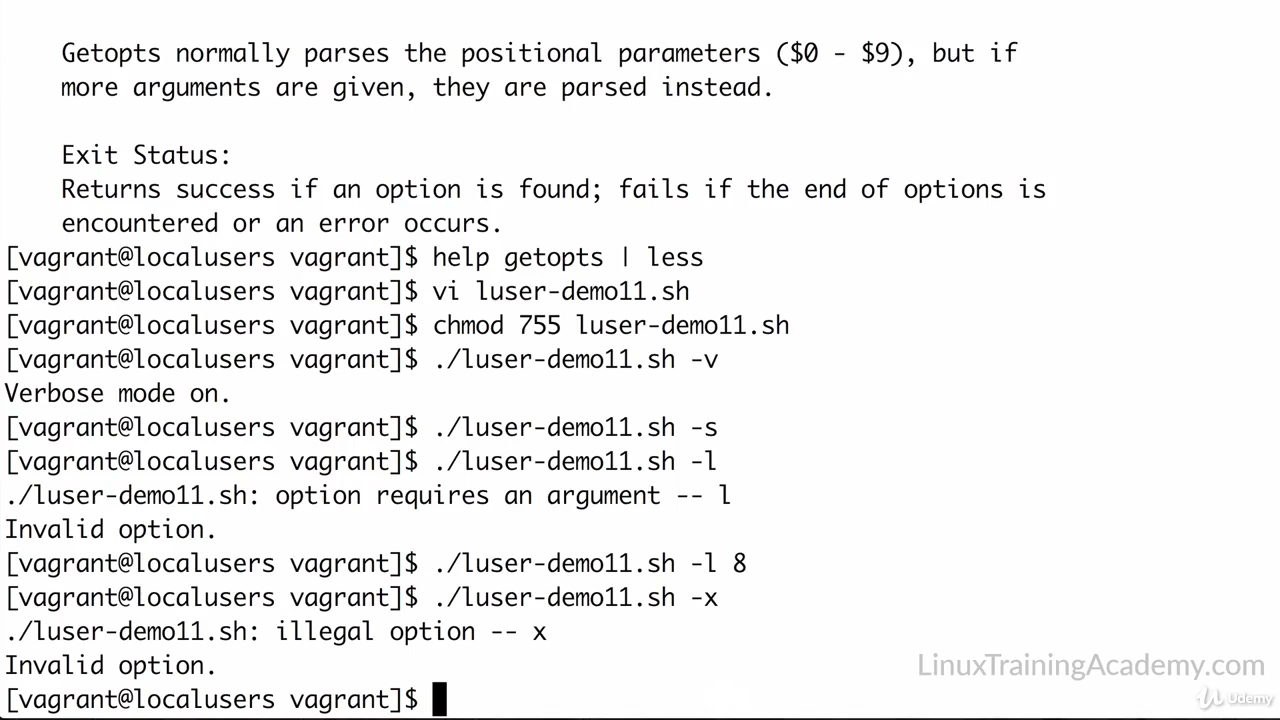 Getopts normally parses the positional parameters ($0 - $9), but if
more arguments are given, they are parsed instead.
Exit Status:
Returns success if an option is found; fails if the end of options is
encountered or an error occurs.
[vagrant@localusers vagrant]$ help getopts | less
[vagrant@localusers vagrant]$ vi luser-demo11.sh
[vagrant@localusers vagrant]$ chmod 755 luser-demo11.sh
[vagrant@localusers vagrant]$ ./luser-demo11.sh -v
Verbose mode on.
[vagrant@localusers vagrant]$ ./luser-demo11.sh -s
[vagrant@localusers vagrant]$ ./luser-demo11.sh -l
./luser-demo11.sh: option requires an argument -- l
Invalid option.
[vagrant@localusers vagrant]$ ./luser-demo11.sh -l 8
[vagrant@localusers vagrant]$ ./luser-demo11.sh -x
./luser-demo11.sh: illegal option -- x
Invalid option.
[vagrant@localusers vagrant]$
LinuxTrainingAcademy.com
Udemy